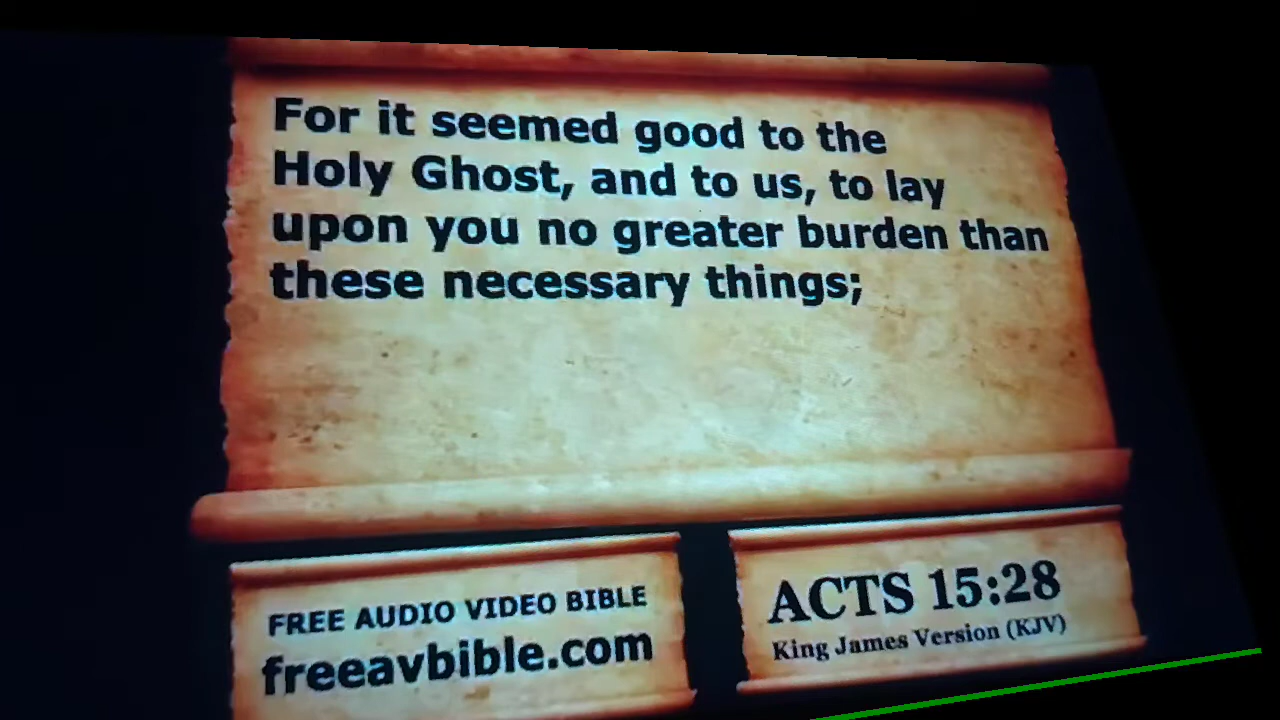 For it seemed good to the
Holy Ghost, and to us, to lay
upon you no greater burden than
these necessary things;
FREE AUDIO VIDEO BIBLE
freeavbible.com
ACTS 15:28
King James Version (KJV)